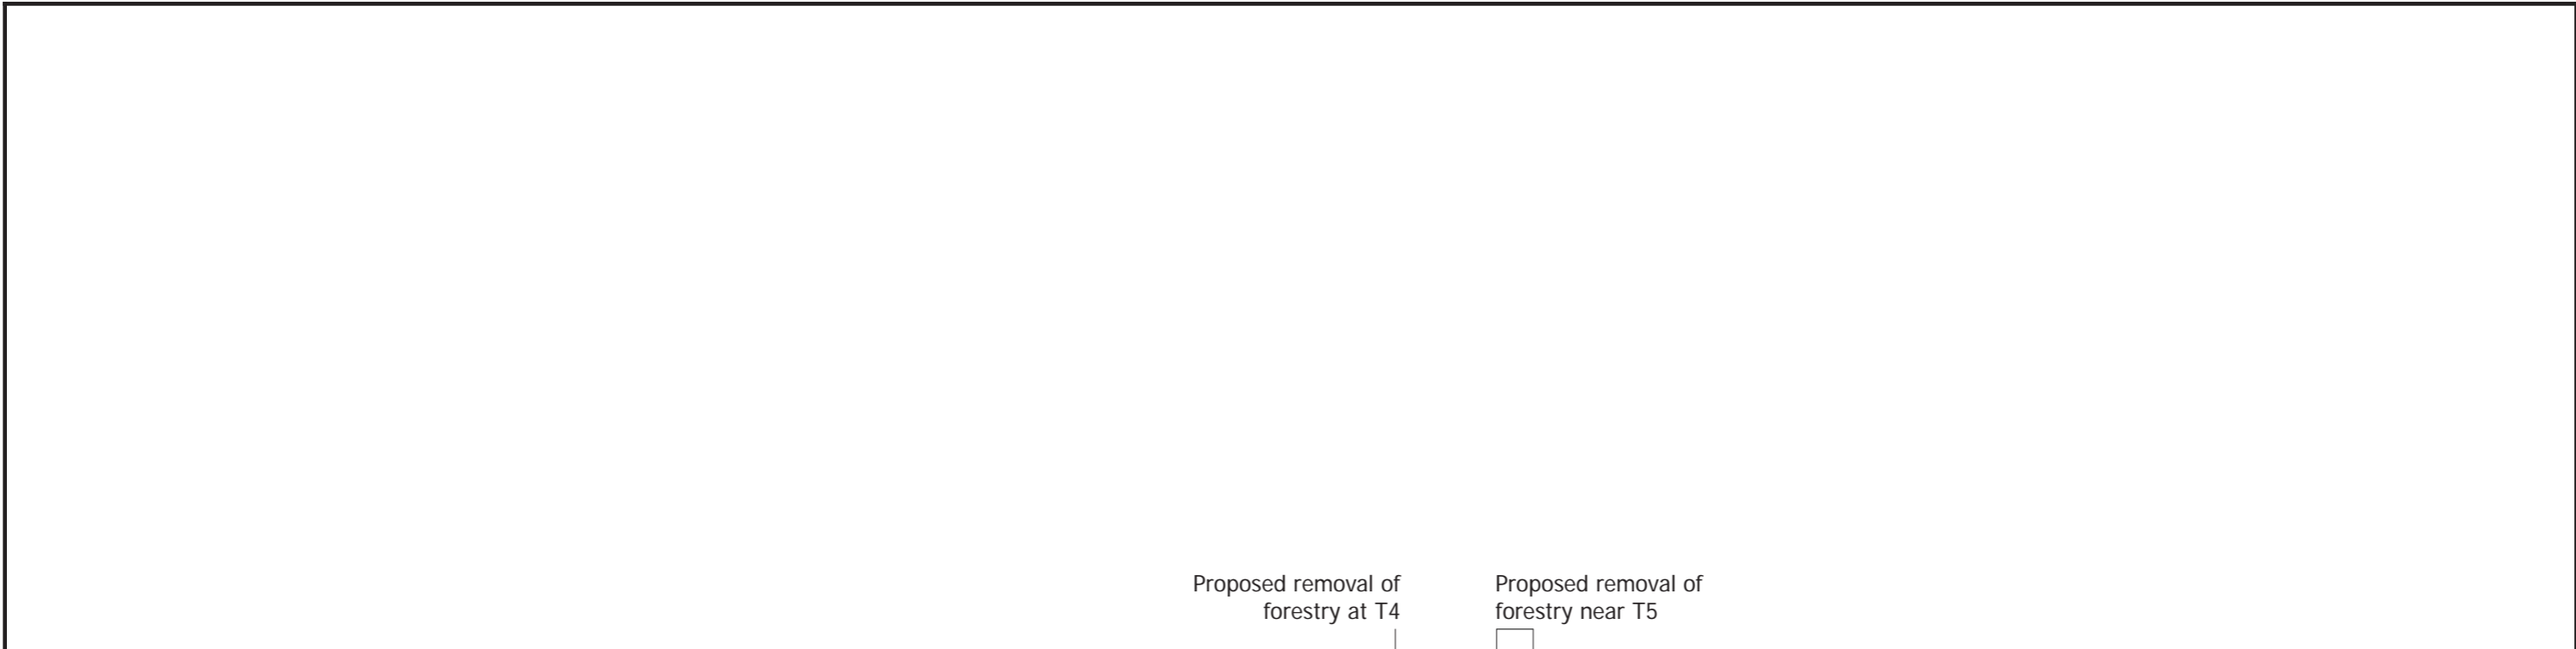 Proposed removal of
forestry at T4
Proposed removal of
forestry near T5